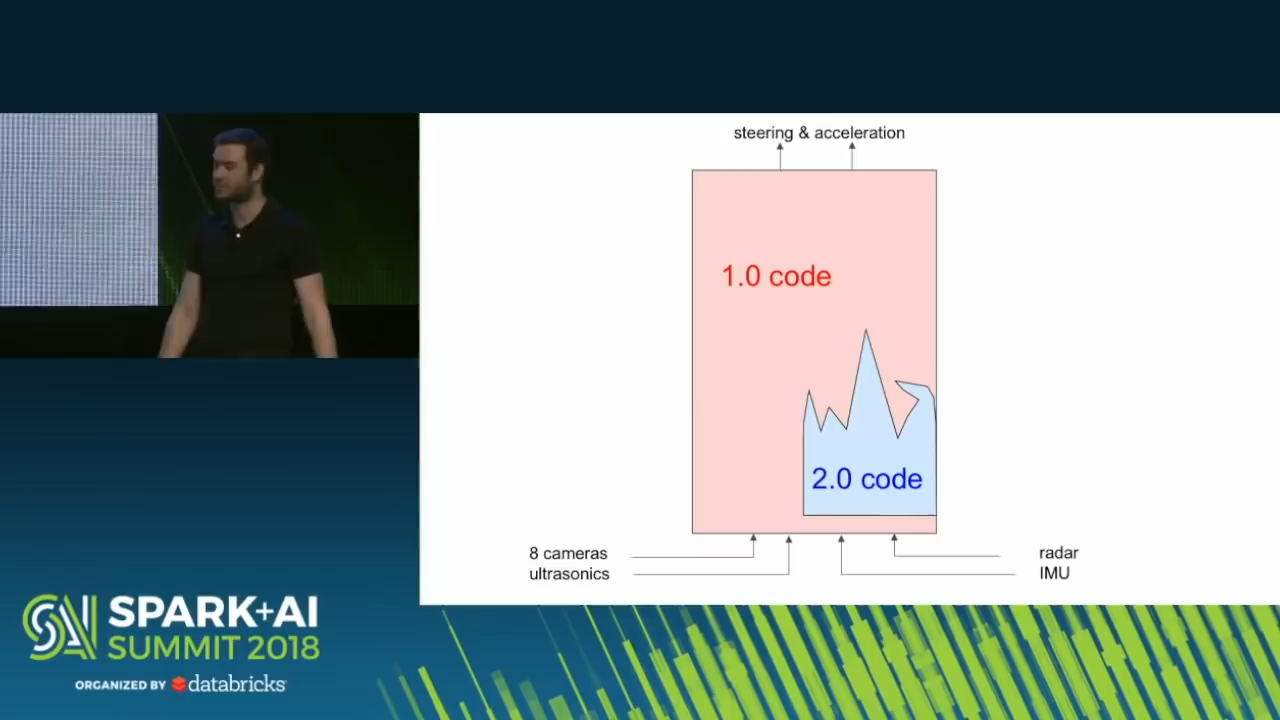 steering & acceleration
1.0 code
2.0 code
8 cameras
ultrasonics
radar
IMU
SPARK+AI
SUMMIT 2018
ORGANIZED BY databricks